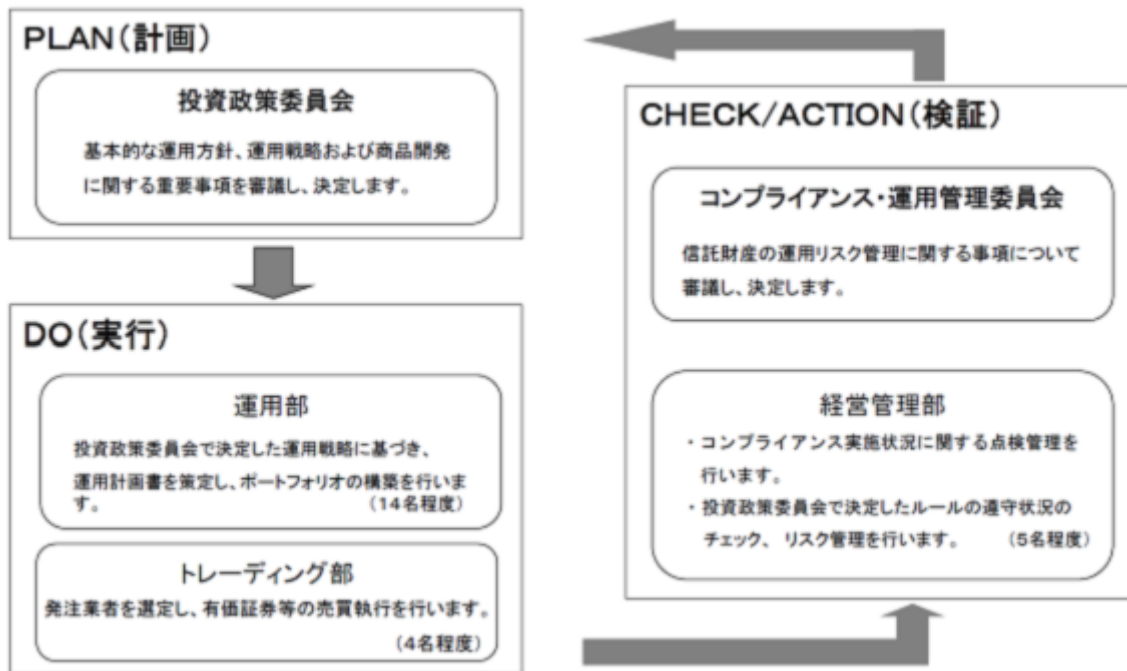 PLAN(計画)
投資政策委員会
基本的な運用方針、運用戦略および商品開発
に関する重要事項を審議し、決定します。
DO(実行)
運用部
投資政策委員会で決定した運用戦略に基づき、
運用計画書を策定し、ポートフォリオの構築を行いま
す。 (14名程度)
トレーディング部
発注業者を選定し、有価証券等の売買執行を行います。
(4名程度)
CHECK/ACTION(検証)
コンプライアンス・運用管理委員会
信託財産の運用リスク管理に関する事項について
審議し、決定します。
経営管理部
・コンプライアンス実施状況に関する点検管理を
行います。
・投資政策委員会で決定したルールの遵守状況の
チェック、 リスク管理を行います。 (5名程度)